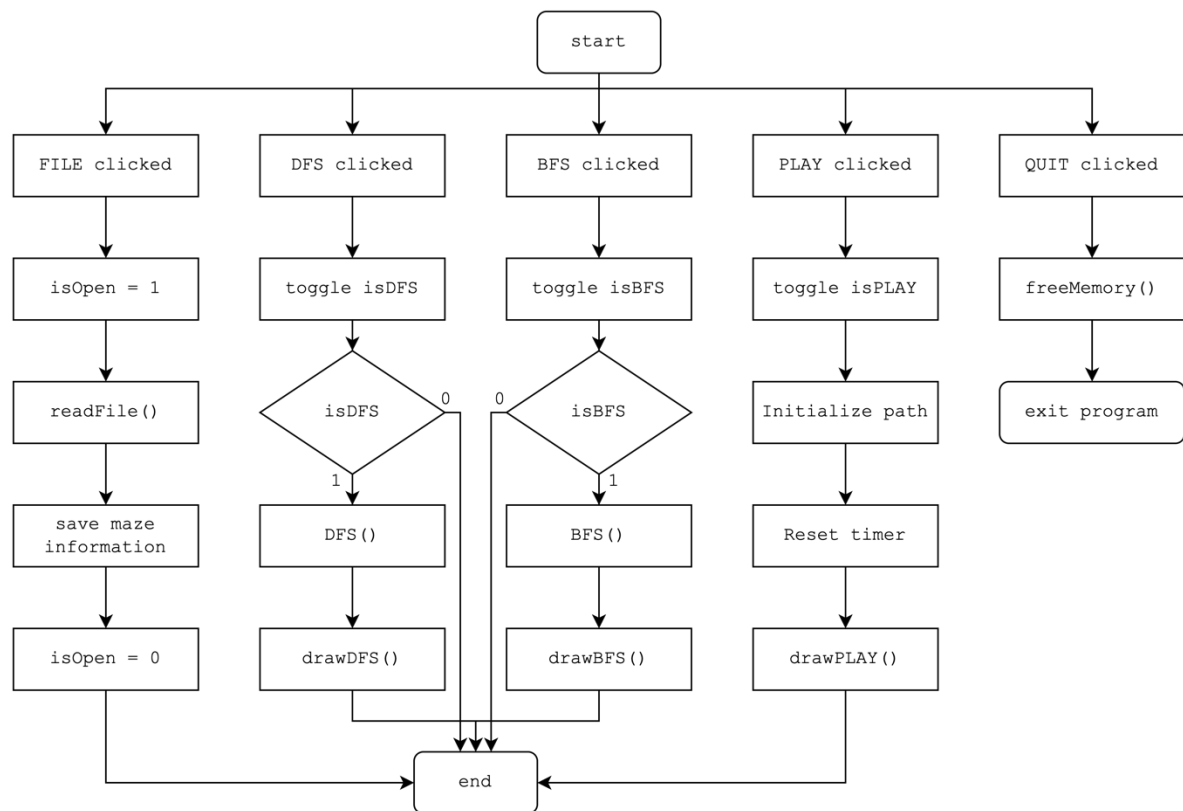 start
FILE clicked
DFS clicked
BFS clicked
PLAY clicked
QUIT clicked
isOpen = 1
toggle isDFS
toggle isBFS
toggle isPLAY
freeMemory()
readFile()
isDFS
0
0
isBFS
Initialize path
exit program
1
1
save maze
information
DFS()
BFS()
Reset timer
isOpen = 0
drawDFS()
drawBFS()
drawPLAY()
end